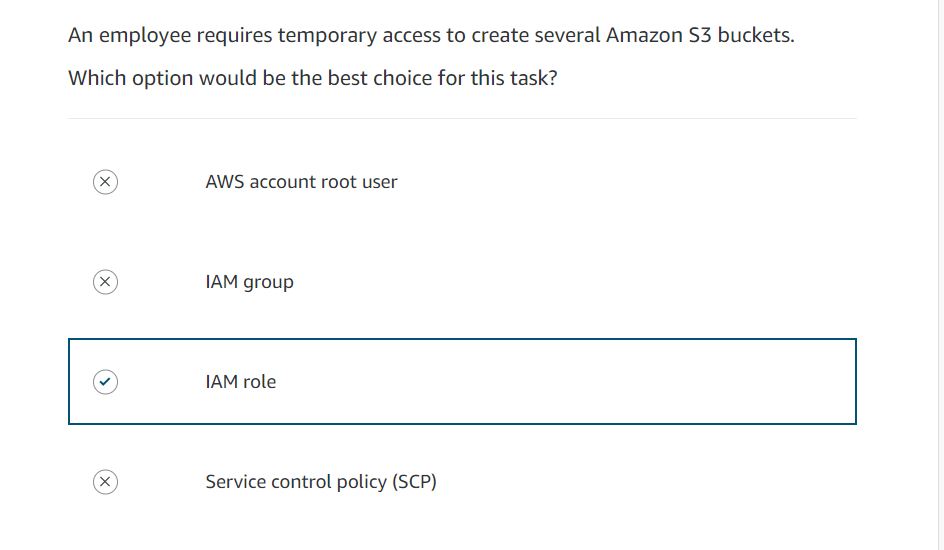 An employee requires temporary access to create several Amazon S3 buckets.
Which option would be the best choice for this task?
AWS account root user
IAM group
IAM role
Service control policy (SCP)